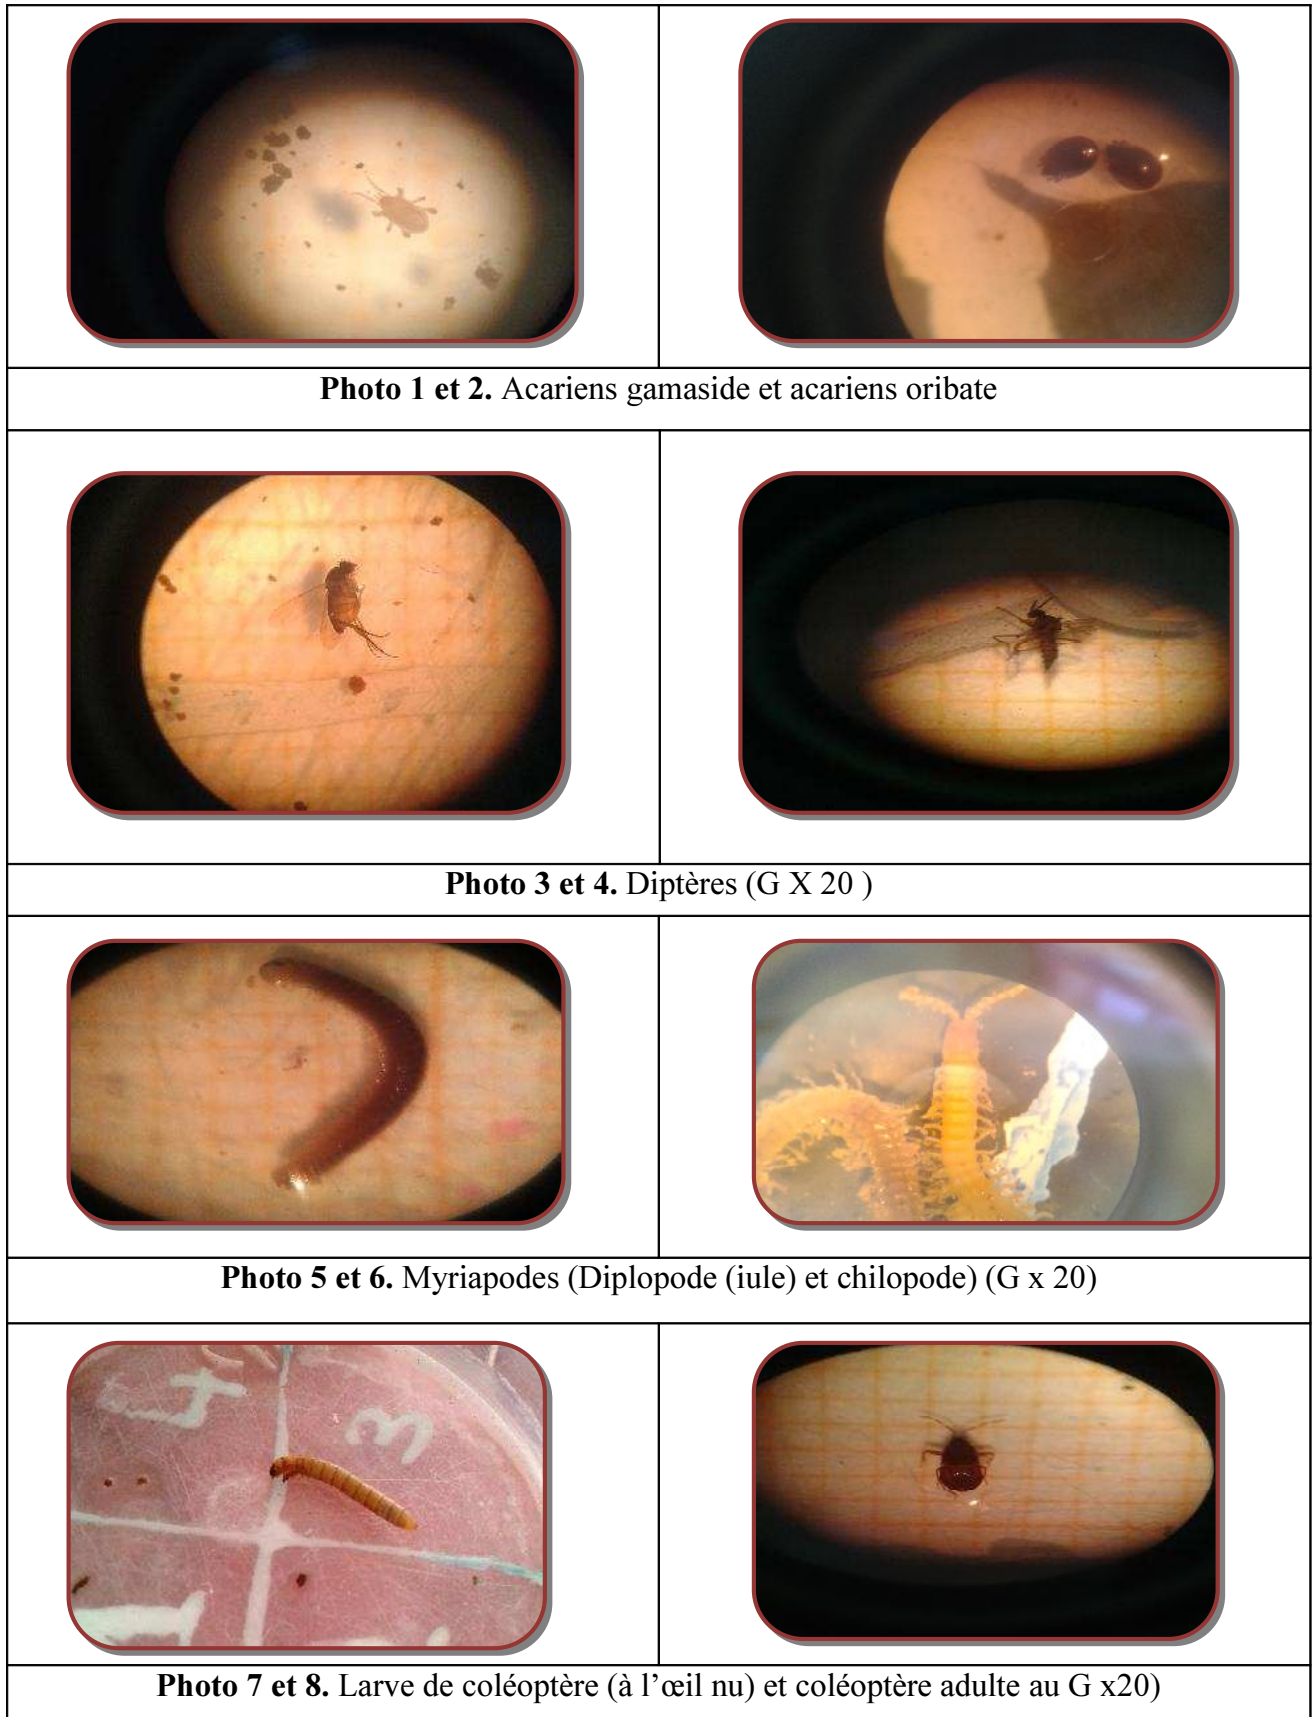 Photo 1 et 2. Acariens gamaside et acariens oribate
Photo 3 et 4. Diptères (G X 20 )
Photo 5 et 6. Myriapodes (Diplopode (iule) et chilopode) (G x 20)
3
Photo 7 et 8. Larve de coléoptère (à l’œil nu) et coléoptère adulte au G x20)